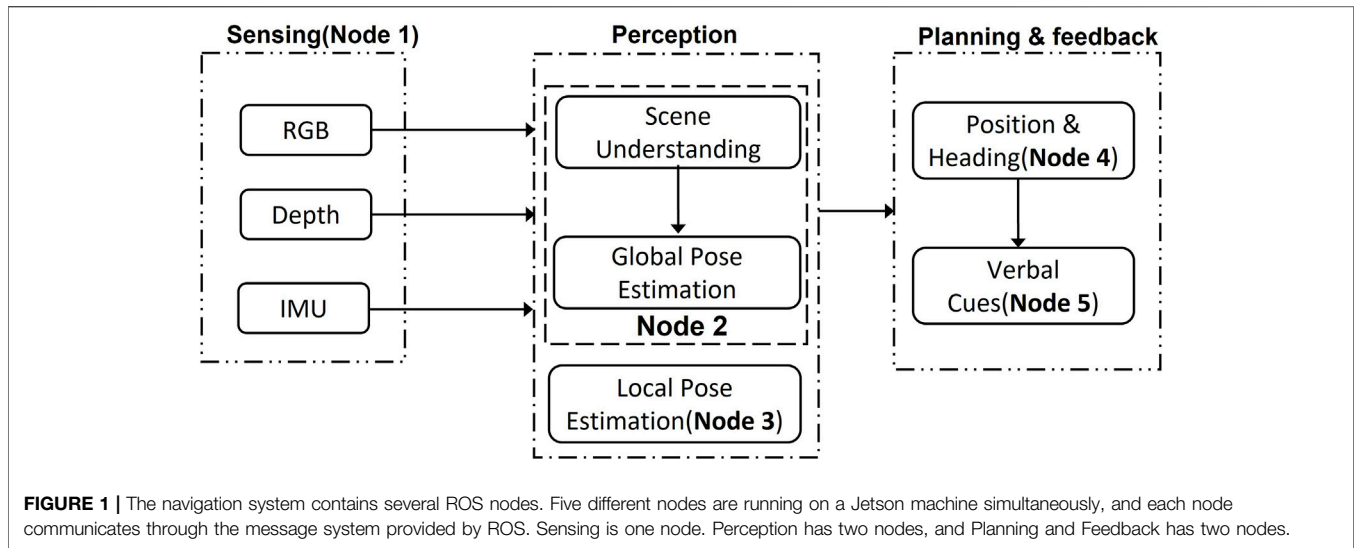 Sensing(Node 1)
RGB
Depth
IMU
Perception
Scene
Understanding
Global Pose
Estimation
Node 2
Local Pose
Estimation(Node 3)
Planning & feedback
Position &
Heading(Node 4)
Verbal
Cues(Node 5)
FIGURE 1 | The navigation system contains several ROS nodes. Five different nodes are running on a Jetson machine simultaneously, and each node
communicates through the message system provided by ROS. Sensing is one node. Perception has two nodes, and Planning and Feedback has two nodes.